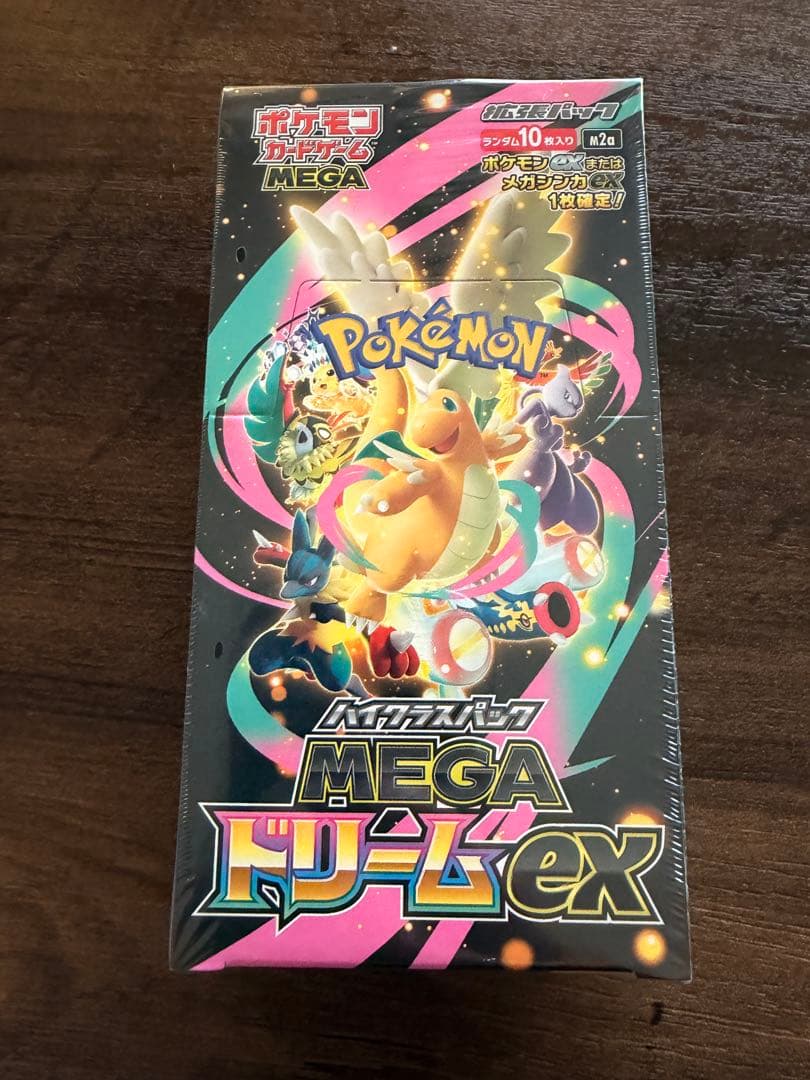 ポケモン
カードゲーム
MEGA
拡張パック
ランダム10枚入り m2a
ポケモンexまたは
メガシンカex
1枚確定!
POKéMON
ハイクラスパック
MEGA
ドリームex